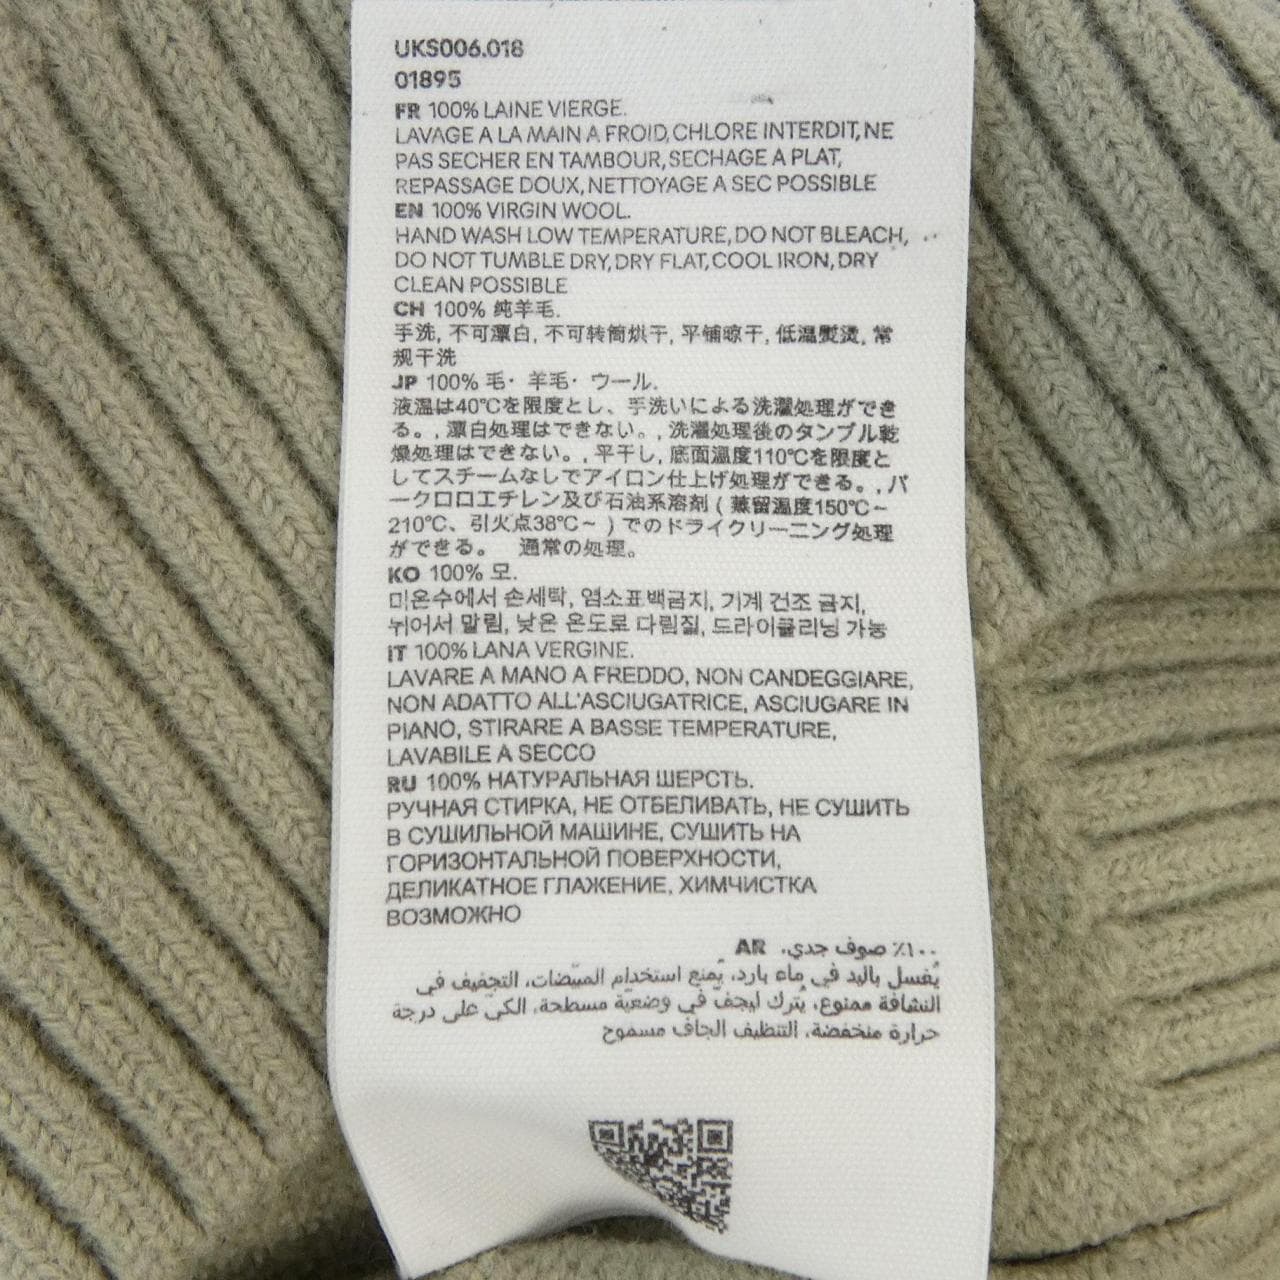 UKS006.018
01895
FR 100% LAINE VIERGE.
LAVAGE A LA MAIN A FROID, CHLORE INTERDIT, NE
PAS SECHER EN TAMBOUR, SECHAGE A PLAT,
REPASSAGE DOUX, NETTOYAGE A SEC POSSIBLE
EN 100% VIRGIN WOOL.
HAND WASH LOW TEMPERATURE, DO NOT BLEACH,
DO NOT TUMBLE DRY, DRY FLAT, COOL IRON, DRY
CLEAN POSSIBLE
CH 100% 纯羊毛.
手洗, 不可漂白, 不可转筒烘干, 平铺晾干, 低温熨烫, 常
规干洗
JP 100% 毛・羊毛・ウール.
液温は40℃を限度とし、手洗いによる洗濯処理ができ
る。, 漂白処理はできない。, 洗濯処理後のタンブル乾
燥処理はできない。, 平干し, 底面温度110℃を限度と
してスチームなしでアイロン仕上げ処理ができる。, パ
ークロロエチレン及び石油系溶剤 ( 蒸留温度150℃~
210℃、引火点38℃~ ) でのドライクリーニング処理
ができる。 通常の処理。
KO 100% 모.
미온수에서 손세탁, 염소표백금지, 기계 건조 금지,
뉘어서 말림, 낮은 온도로 다림질, 드라이클리닝 가능
IT 100% LANA VERGINE.
LAVARE A MANO A FREDDO, NON CANDEGGIARE,
NON ADATTO ALL'ASCIUGATRICE, ASCIUGARE IN
PIANO, STIRARE A BASSE TEMPERATURE,
LAVABILE A SECCO
RU 100% НАТУРАЛЬНАЯ ШЕРСТЬ.
РУЧНАЯ СТИРКА, НЕ ОТБЕЛИВАТЬ, НЕ СУШИТЬ
В СУШИЛЬНОЙ МАШИНЕ, СУШИТЬ НА
ГОРИЗОНТАЛЬНОЙ ПОВЕРХНОСТИ,
ДЕЛИКАТНОЕ ГЛАЖЕНИЕ, ХИМЧИСТКА
ВОЗМОЖНО
١٠٠٪ صوف جدي. AR
يُغسل باليد في ماء بارد، يُمنع استخدام المبيّضات، التجفيف في
النشافة ممنوع، يُترك ليجفّ في وضعيّة مسطحة، الكيّ على درجة
حرارة منخفضة، التنظيف الجاف مسموح